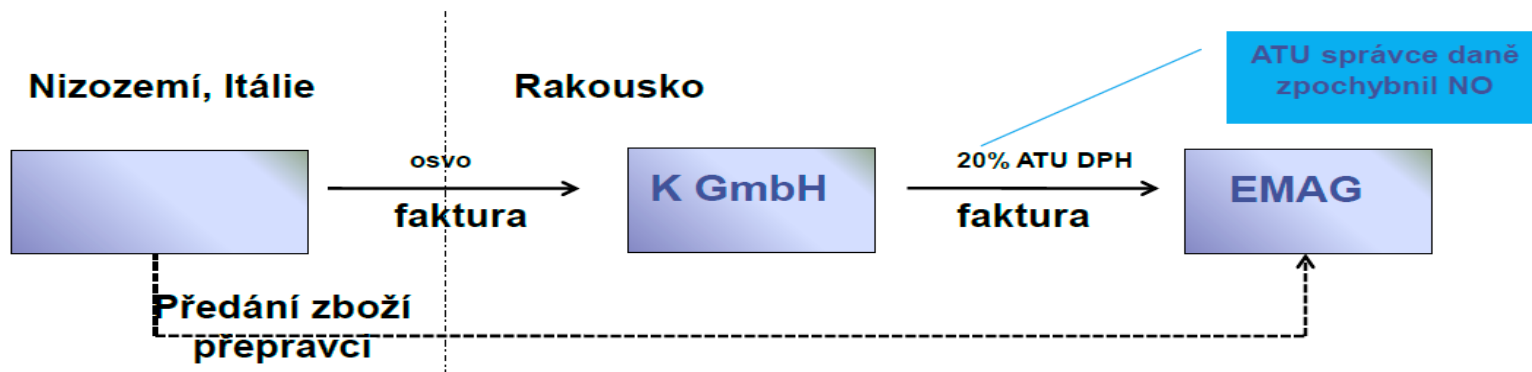 ATU správce daně
zpochybnil NO
Nizozemí, Itálie
Rakousko
osvo
faktura
K GmbH
20% ATU DPH
faktura
EMAG
Předání zboží
přepravci